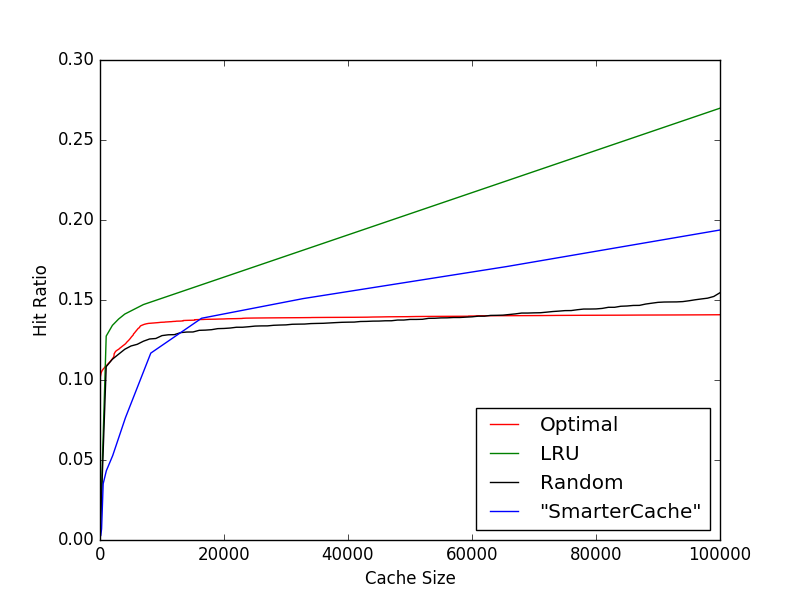 0.30
0.25
0.20
0.15
0.10
0.05
0.00
Hit Ratio
0 20000 40000 60000 80000 100000
Cache Size
Optimal
LRU
Random
"SmarterCache"